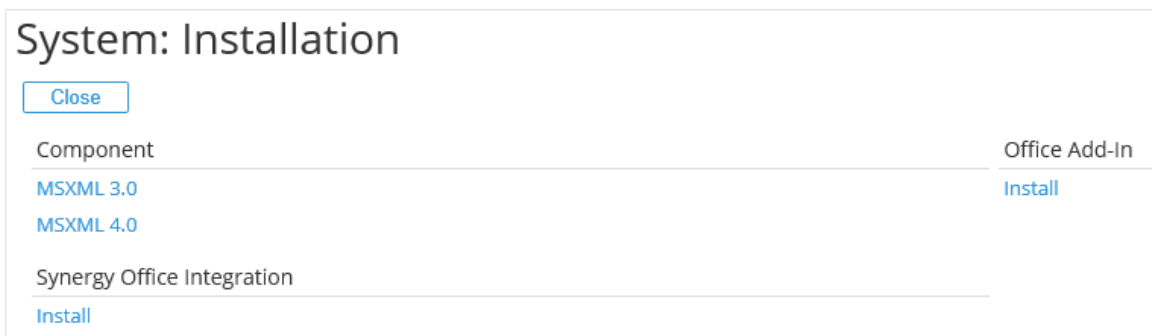 System: Installation
Close
Component
MSXML 3.0
MSXML 4.0
Synergy Office Integration
Install
Office Add-In
Install